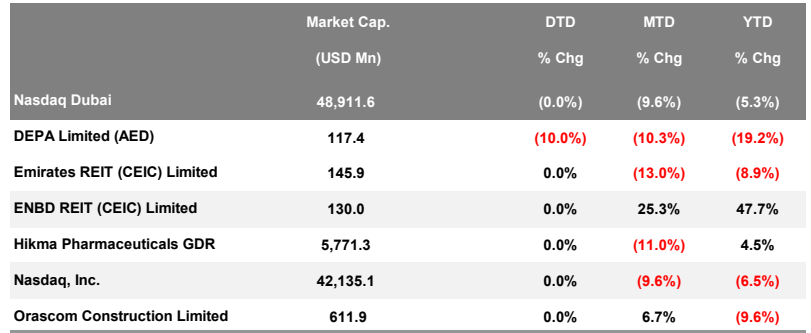 Market Cap. DTD MTD YTD
(USD Mn) % Chg % Chg % Chg
Nasdaq Dubai 48,911.6 (0.0%) (9.6%) (5.3%)
DEPA Limited (AED) 117.4 (10.0%) (10.3%) (19.2%)
Emirates REIT (CEIC) Limited 145.9 0.0% (13.0%) (8.9%)
ENBD REIT (CEIC) Limited 130.0 0.0% 25.3% 47.7%
Hikma Pharmaceuticals GDR 5,771.3 0.0% (11.0%) 4.5%
Nasdaq, Inc. 42,135.1 0.0% (9.6%) (6.5%)
Orascom Construction Limited 611.9 0.0% 6.7% (9.6%)